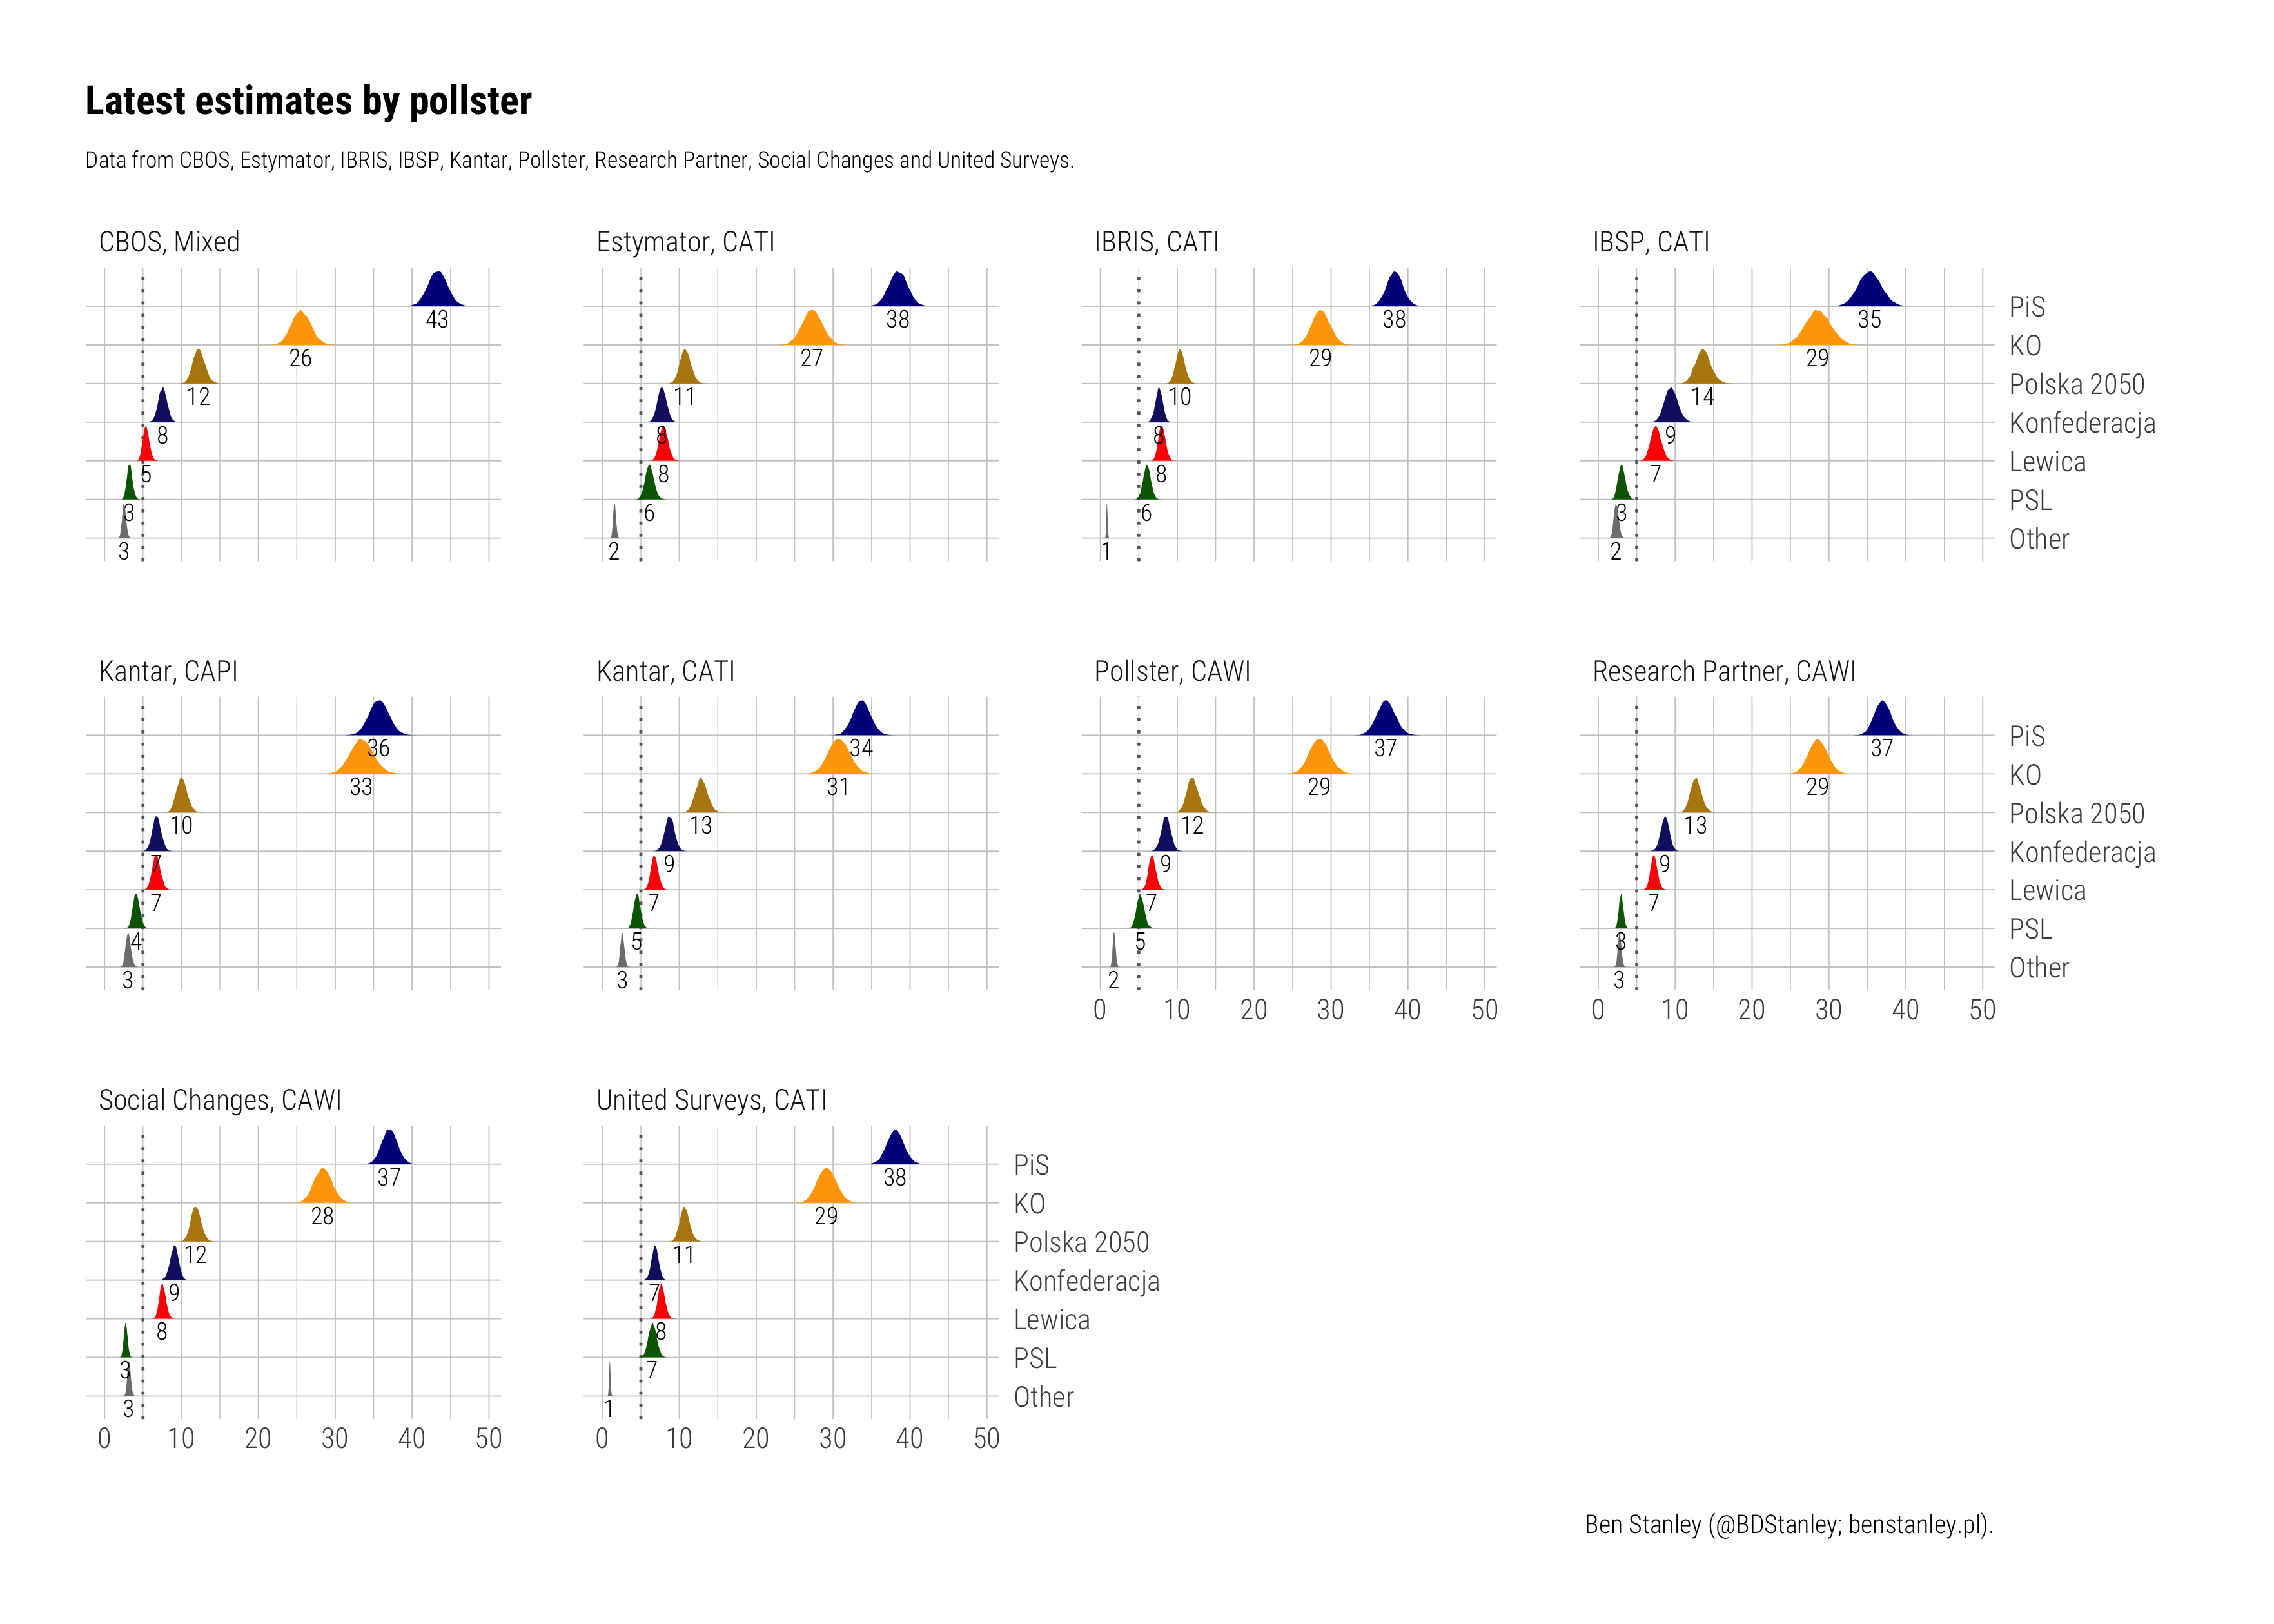 Latest estimates by pollster
Data from CBOS, Estymator, IBRIS, IBSP, Kantar, Pollster, Research Partner, Social Changes and United Surveys.
CBOS, Mixed
43
26
12
8
5
3
3
Estymator, CATI
38
27
11
8
8
6
2
IBRIS, CATI
38
29
10
8
8
6
1
IBSP, CATI
35
29
14
9
7
3
2
PiS
KO
Polska 2050
Konfederacja
Lewica
PSL
Other
Kantar, CAPI
36
33
10
7
7
4
3
Kantar, CATI
34
31
13
9
7
5
3
Pollster, CAWI
37
29
12
9
7
5
2
0 10 20 30 40 50
Research Partner, CAWI
37
29
13
9
7
3
3
0 10 20 30 40 50
PiS
KO
Polska 2050
Konfederacja
Lewica
PSL
Other
Social Changes, CAWI
37
28
12
9
8
3
3
0 10 20 30 40 50
United Surveys, CATI
38
29
11
7
8
7
1
0 10 20 30 40 50
PiS
KO
Polska 2050
Konfederacja
Lewica
PSL
Other
Ben Stanley (@BDStanley; benstanley.pl).